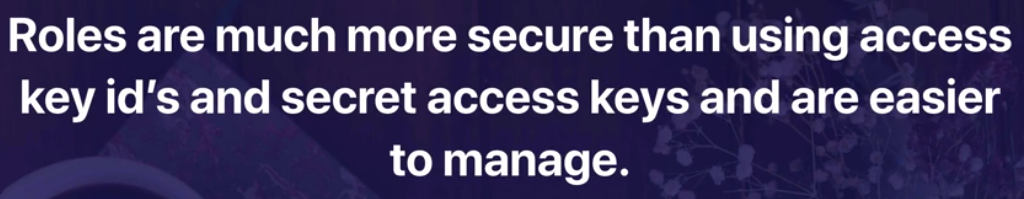 Roles are much more secure than using access
key id’s and secret access keys and are easier
to manage.